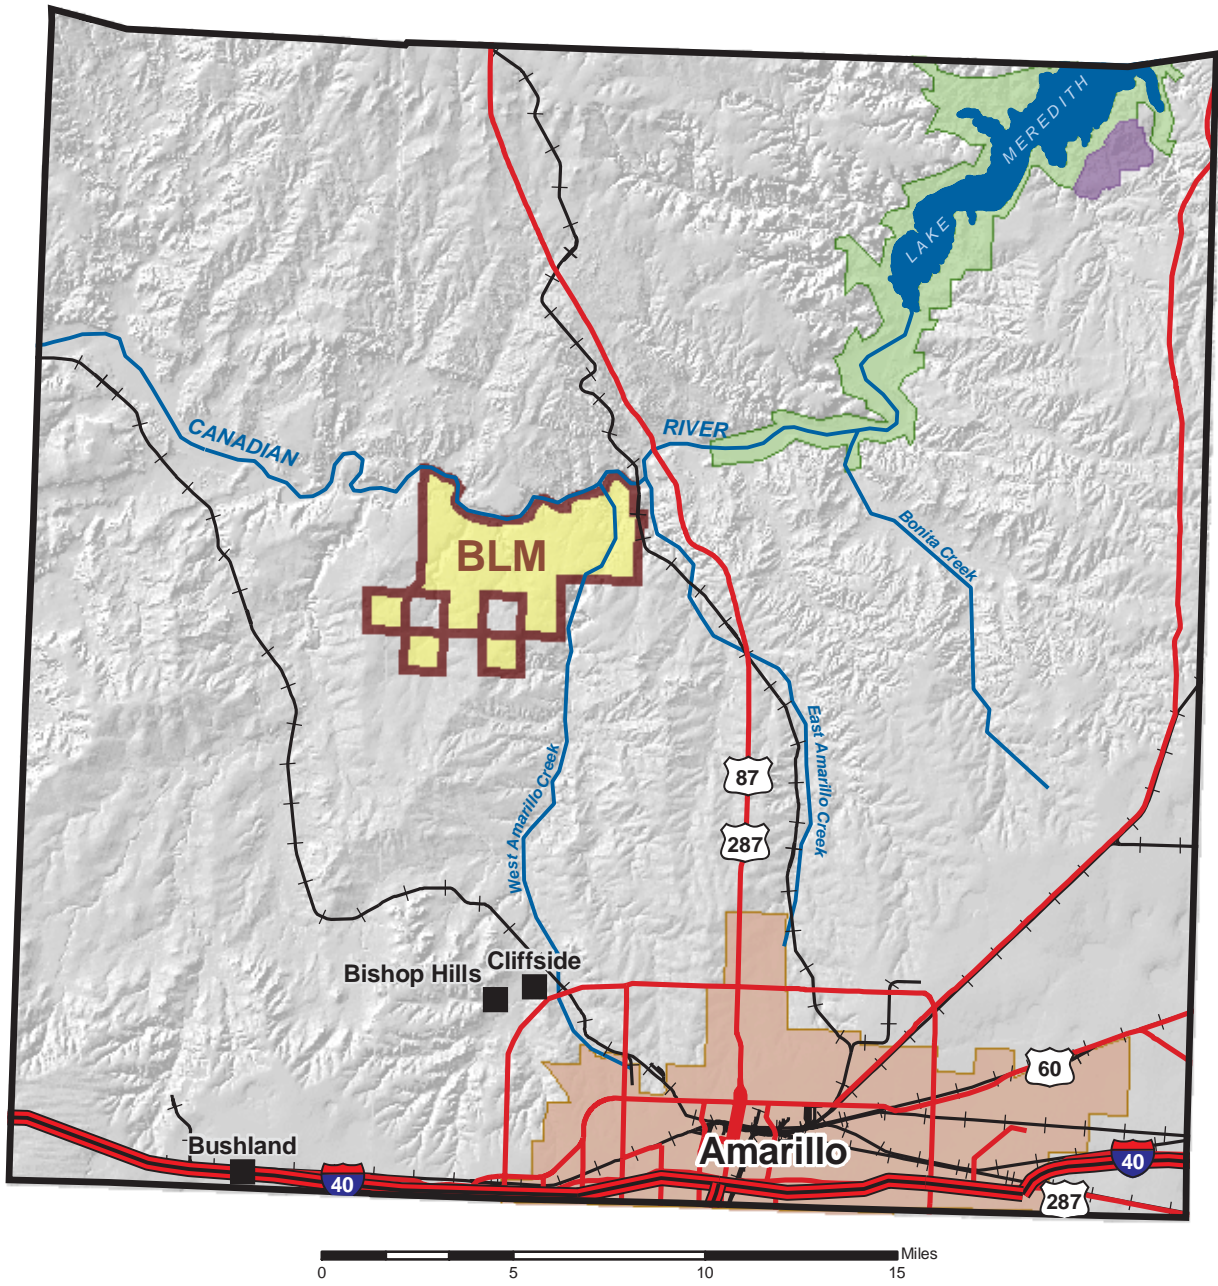 MEREDITH
LAKE
CANADIAN
RIVER
BLM
Bonita Creek
East Amarillo Creek
West Amarillo Creek
87
287
Cliffside
Bishop Hills
60
Bushland
Amarillo
40
40
287
Miles
0 5 10 15